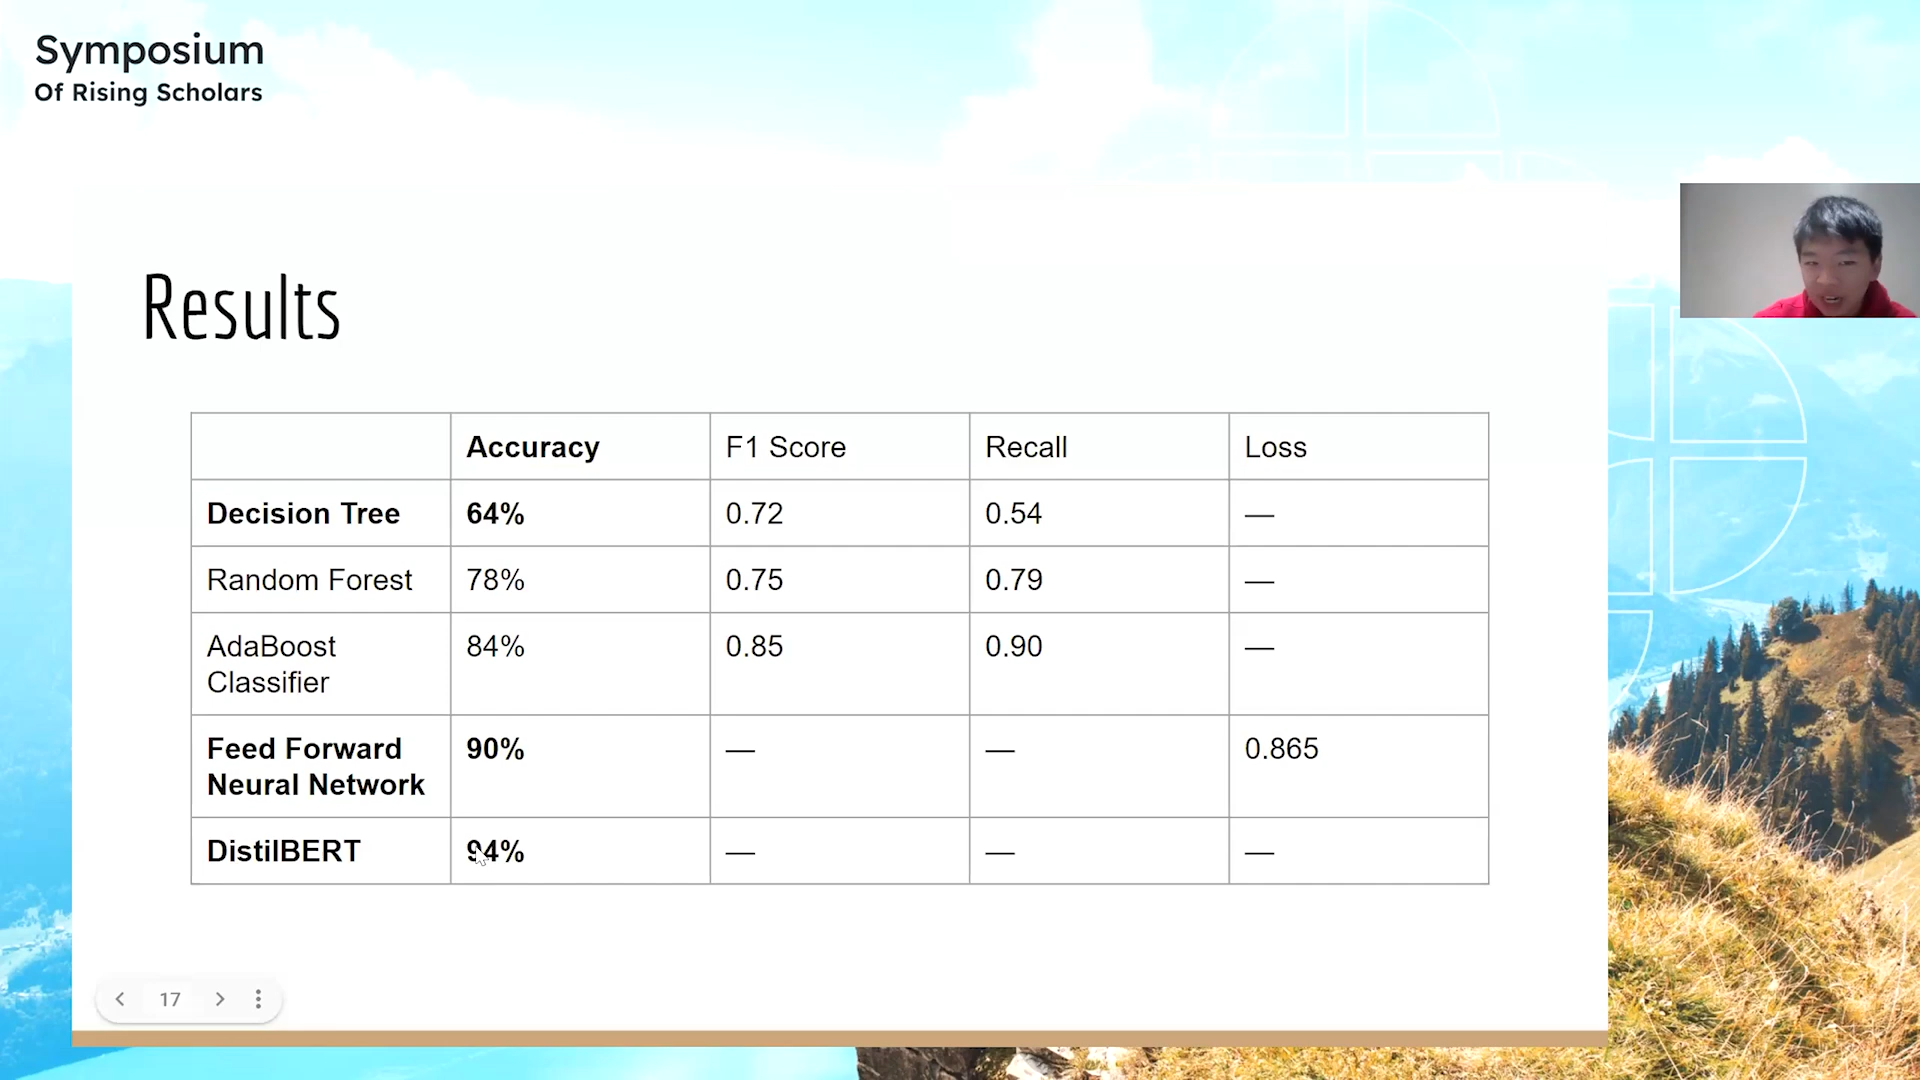 Symposium
Of Rising Scholars
Results
Accuracy F1 Score Recall Loss
Decision Tree 64% 0.72 0.54 —
Random Forest 78% 0.75 0.79 —
AdaBoost 84% 0.85 0.90 —
Classifier
Feed Forward 90% — — 0.865
Neural Network
DistilBERT 94% — — —
17